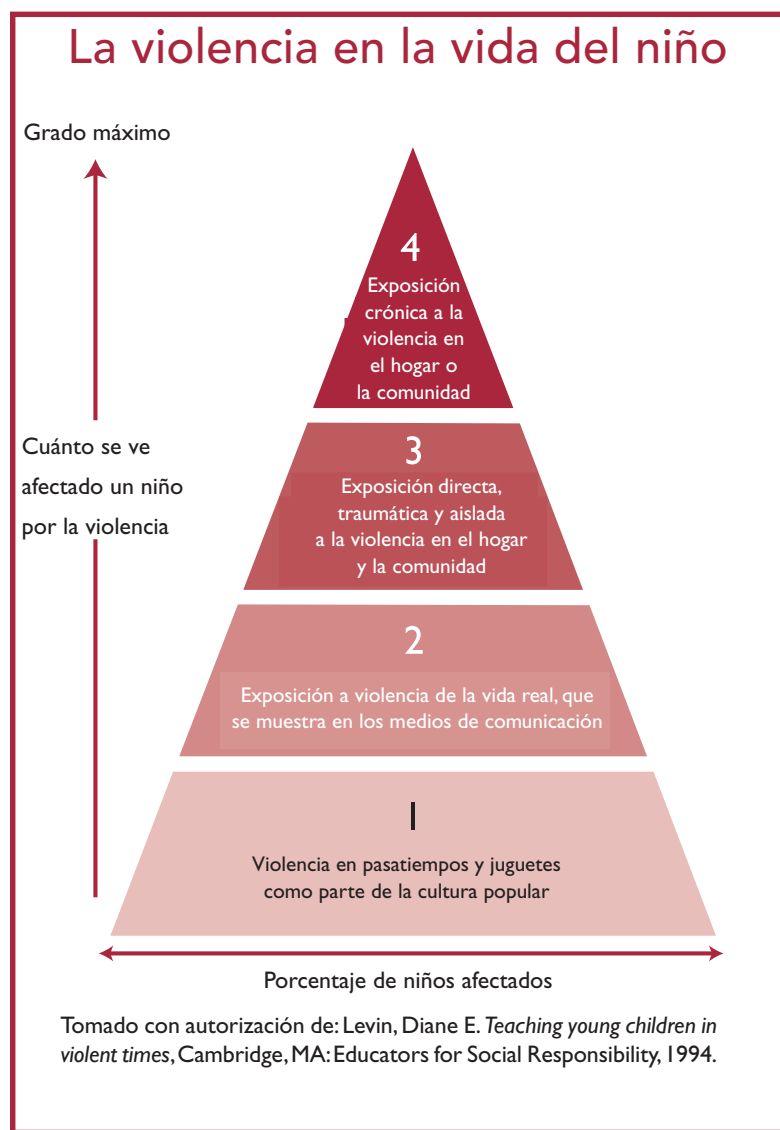 La violencia en la vida del niño
Grado máximo
4
Exposición
crónica a la
violencia en
el hogar o
la comunidad
Cuánto se ve
afectado un niño
por la violencia
3
Exposición directa,
traumática y aislada
a la violencia en el hogar
y la comunidad
2
Exposición a violencia de la vida real, que
se muestra en los medios de comunicación
1
Violencia en pasatiempos y juguetes
como parte de la cultura popular
Porcentaje de niños afectados
Tomado con autorización de: Levin, Diane E. Teaching young children in
violent times, Cambridge, MA: Educators for Social Responsibility, 1994.